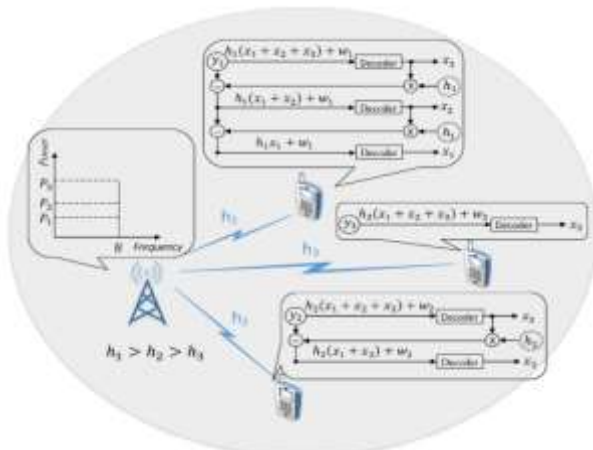 y₁ h₁(x₁ + x₂ + x₃) + w₁ Decoder x₃
h₁
h₁(x₁ + x₂) + w₁ Decoder x₂
h₁
h₁x₁ + w₁ Decoder x₁
Power
P₃
P₂
P₁
B Frequency
h₁
y₃ h₃(x₁ + x₂ + x₃) + w₃ Decoder x₃
h₃
h₂
h₁ > h₂ > h₃
y₂ h₂(x₁ + x₂ + x₃) + w₂ Decoder x₃
h₂
h₂(x₁ + x₂) + w₂ Decoder x₂